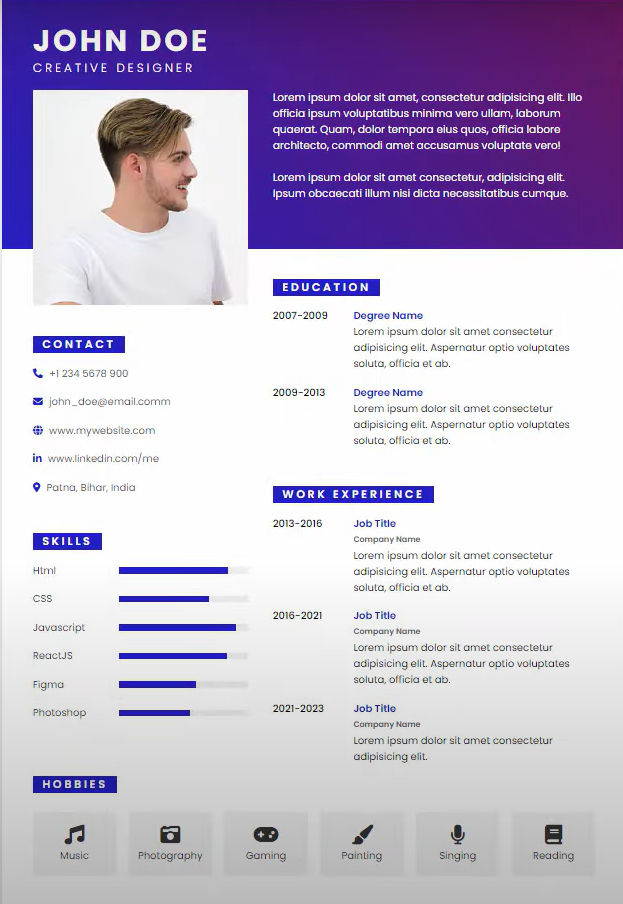 JOHN DOE
CREATIVE DESIGNER
Lorem ipsum dolor sit amet, consectetur adipisicing elit. Illo
officia ipsum voluptatibus minima vero ullam, laborum
quaerat. Quam, dolor tempora eius quos, officia labore
architecto, commodi amet accusamus voluptate vero!
Lorem ipsum dolor sit amet, consectetur adipisicing elit.
Ipsum obcaecati illum nisi dicta necessitatibus cumque.
CONTACT
+1 234 5678 900
john_doe@email.comm
www.mywebsite.com
in www.linkedin.com/me
Patna, Bihar, India
SKILLS
Html
CSS
Javascript
ReactJS
Figma
Photoshop
EDUCATION
2007-2009 Degree Name
Lorem ipsum dolor sit amet consectetur
adipisicing elit. Aspernatur optio voluptates
soluta, officia et ab.
2009-2013 Degree Name
Lorem ipsum dolor sit amet consectetur
adipisicing elit. Aspernatur optio voluptates
soluta, officia et ab.
WORK EXPERIENCE
2013-2016 Job Title
Company Name
Lorem ipsum dolor sit amet consectetur
adipisicing elit. Aspernatur optio voluptates
soluta, officia et ab.
2016-2021 Job Title
Company Name
Lorem ipsum dolor sit amet consectetur
adipisicing elit. Aspernatur optio voluptates
soluta, officia et ab.
2021-2023 Job Title
Company Name
Lorem ipsum dolor sit amet consectetur
adipisicing elit.
HOBBIES
Music Photography Gaming Painting Singing Reading